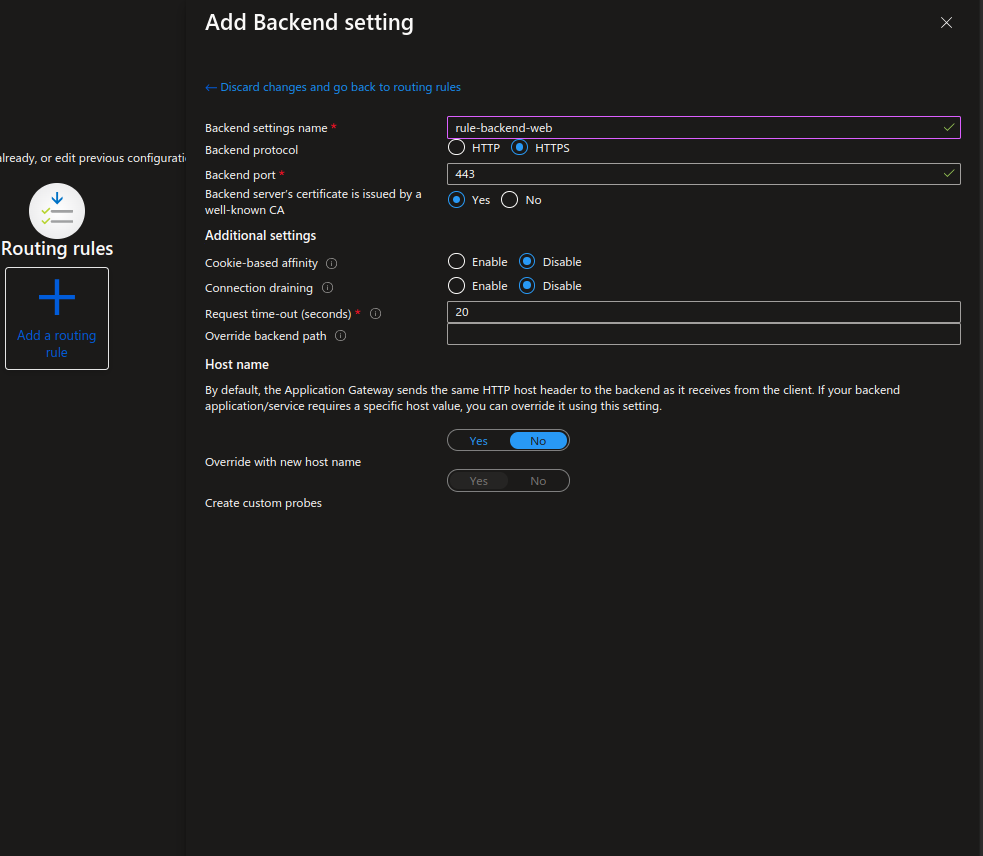 Add Backend setting
← Discard changes and go back to routing rules
Backend settings name *
rule-backend-web
Backend protocol
HTTP
HTTPS
Backend port *
443
Backend server's certificate is issued by a
well-known CA
Yes
No
Additional settings
Cookie-based affinity
Enable
Disable
Connection draining
Enable
Disable
Request time-out (seconds) *
20
Override backend path
Host name
By default, the Application Gateway sends the same HTTP host header to the backend as it receives from the client. If your backend
application/service requires a specific host value, you can override it using this setting.
Yes
No
Override with new host name
Yes
No
Create custom probes
already, or edit previous
Routing rules
Add a routing
rule